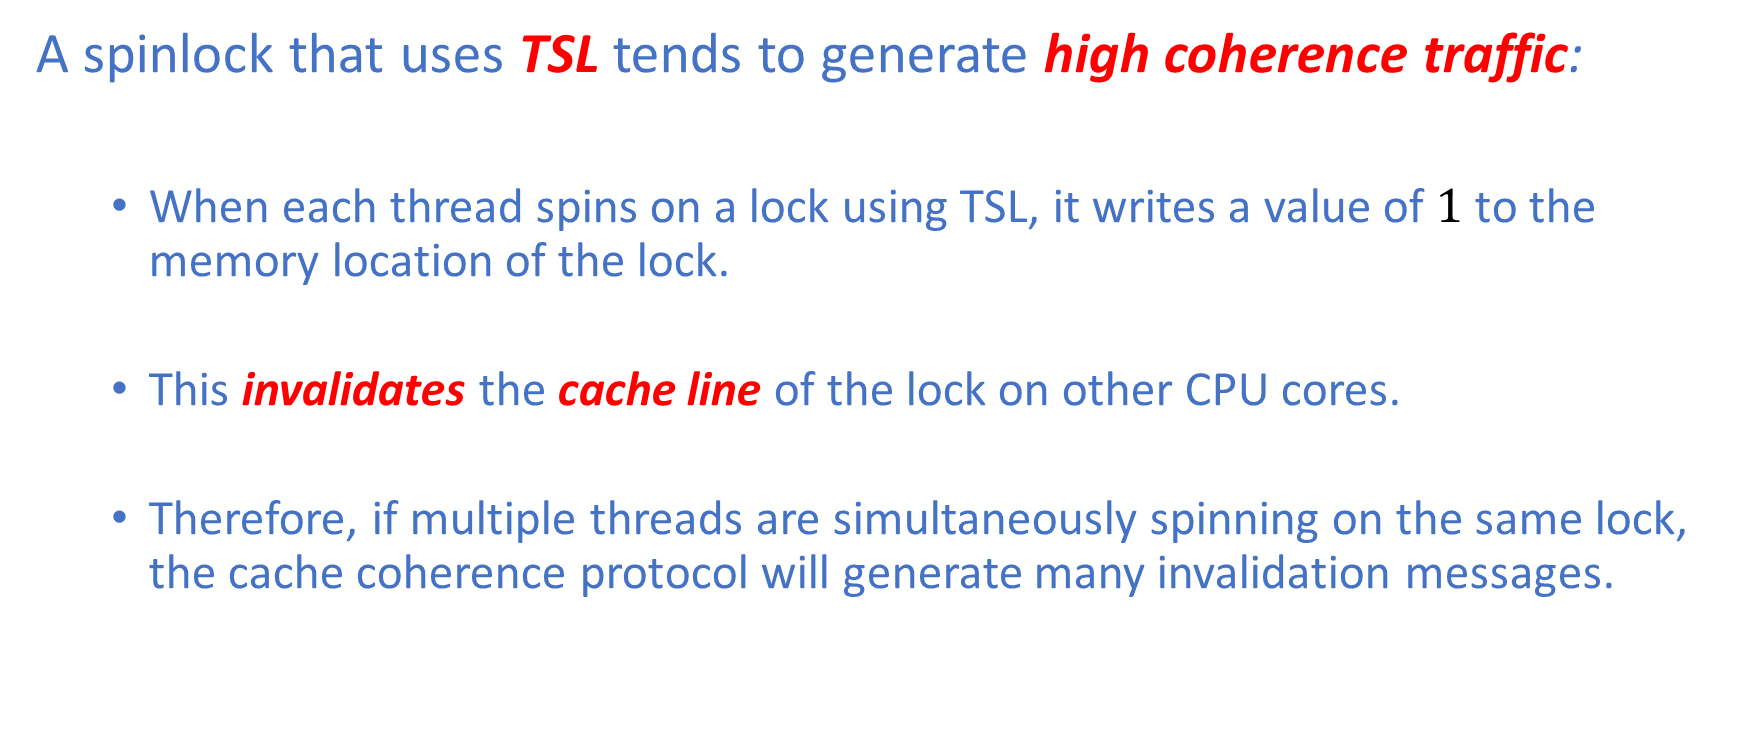 A spinlock that uses TSL tends to generate high coherence traffic:
• When each thread spins on a lock using TSL, it writes a value of 1 to the
memory location of the lock.
• This invalidates the cache line of the lock on other CPU cores.
• Therefore, if multiple threads are simultaneously spinning on the same lock,
the cache coherence protocol will generate many invalidation messages.